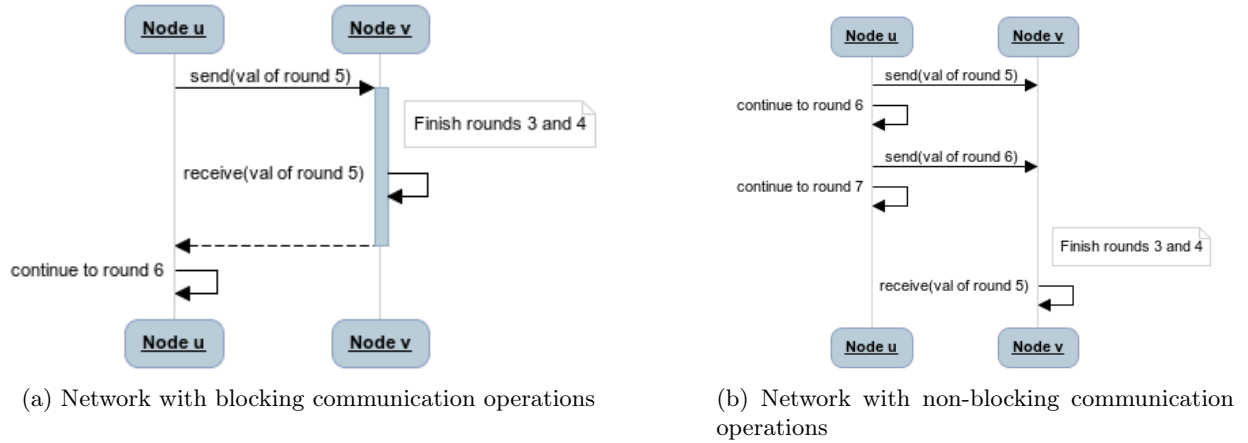 Node u
Node v
send(val of round 5)
Finish rounds 3 and 4
receive(val of round 5)
continue to round 6
Node u
Node v
(a) Network with blocking communication operations
Node u
Node v
send(val of round 5)
continue to round 6
send(val of round 6)
continue to round 7
Finish rounds 3 and 4
receive(val of round 5)
Node u
Node v
(b) Network with non-blocking communication
operations